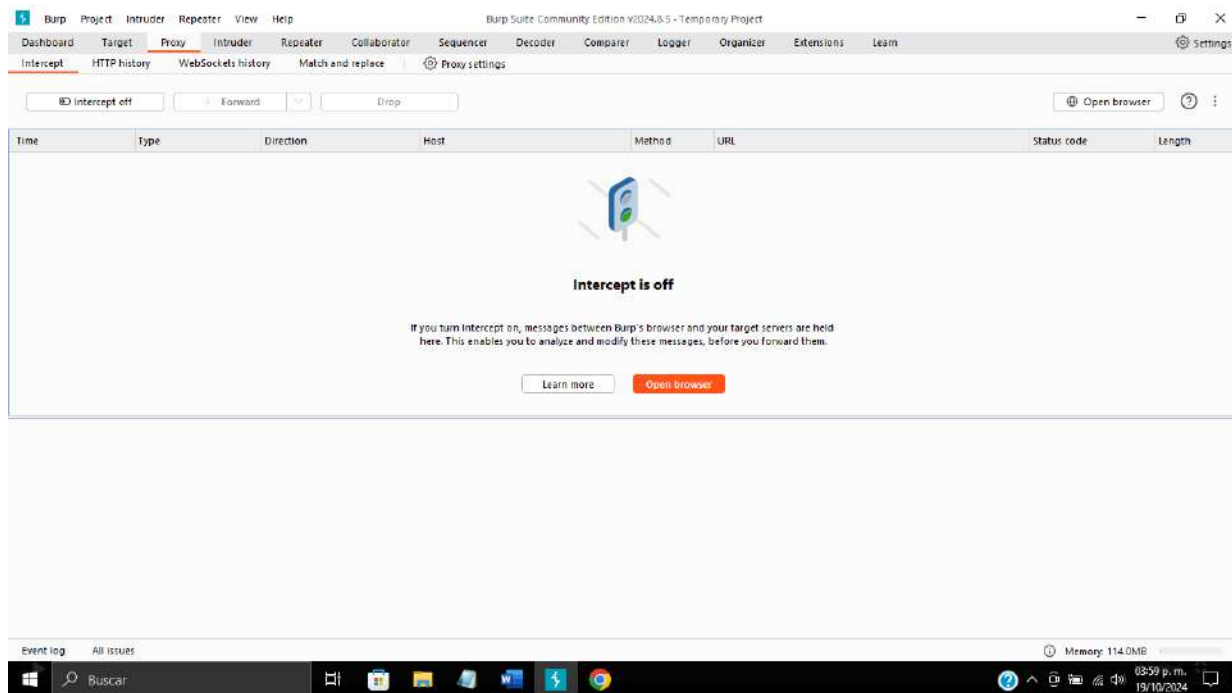 Burp Project Intruder Repeater View Help Burp Suite Community Edition v2024.8.5 - Temporary Project
Dashboard Target Proxy Intruder Repeater Collaborator Sequencer Decoder Comparer Logger Organizer Extensions Learn Settings
Intercept HTTP history WebSockets history Match and replace Proxy settings
Intercept off Forward Drop Open browser
Time Type Direction Host Method URL Status code Length
Intercept is off
If you turn Intercept on, messages between Burp's browser and your target servers are held
here. This enables you to analyze and modify these messages, before you forward them.
Learn more Open browser
Event log All issues Memory: 114.0MB
Buscar 03:59 p. m.
19/10/2024